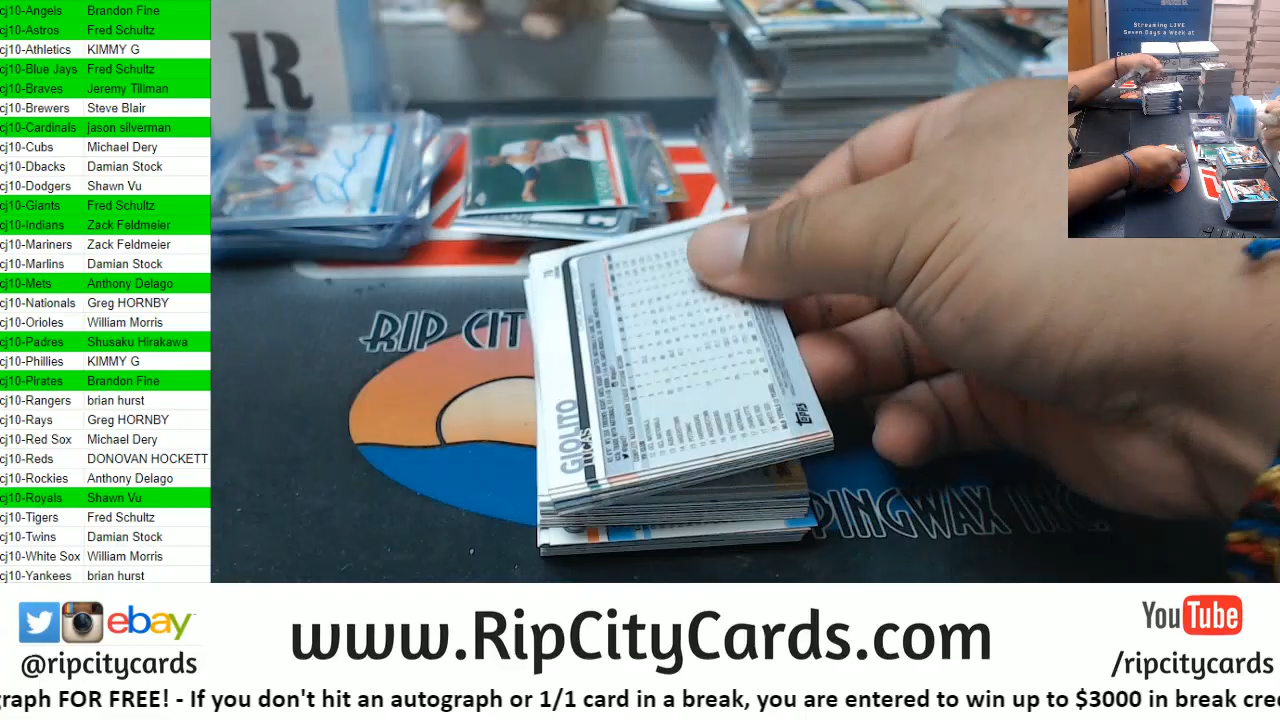 cj10-Angels Brandon Fine
cj10-Astros Fred Schultz
cj10-Athletics KIMMY G
cj10-Blue Jays Fred Schultz
cj10-Braves Jeremy Tillman
cj10-Brewers Steve Blair
cj10-Cardinals jason silverman
cj10-Cubs Michael Dery
cj10-Dbacks Damian Stock
cj10-Dodgers Shawn Vu
cj10-Giants Fred Schultz
cj10-Indians Zack Feldmeier
cj10-Mariners Zack Feldmeier
cj10-Marlins Damian Stock
cj10-Mets Anthony Delago
cj10-Nationals Greg HORNBY
cj10-Orioles William Morris
cj10-Padres Shusaku Hirakawa
cj10-Phillies KIMMY G
cj10-Pirates Brandon Fine
cj10-Rangers brian hurst
cj10-Rays Greg HORNBY
cj10-Red Sox Michael Dery
cj10-Reds DONOVAN HOCKETT
cj10-Rockies Anthony Delago
cj10-Royals Shawn Vu
cj10-Tigers Fred Schultz
cj10-Twins Damian Stock
cj10-White Sox William Morris
cj10-Yankees brian hurst
R
Streaming LIVE
Seven Days a Week at
RIP CIT
LUCAS
GIOLITO
Topps
PPINGWAX INC.
ebay
@ripcitycards
www.RipCityCards.com
YouTube
/ripcitycards
graph FOR FREE! - If you don't hit an autograph or 1/1 card in a break, you are entered to win up to $3000 in break cre